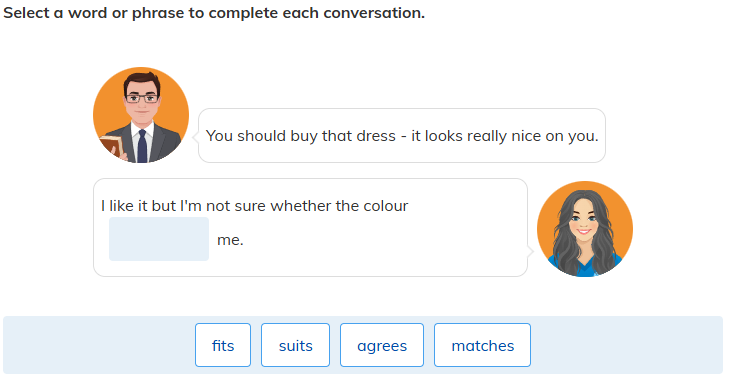 Select a word or phrase to complete each conversation.
You should buy that dress - it looks really nice on you.
I like it but I'm not sure whether the colour
me.
fits suits agrees matches